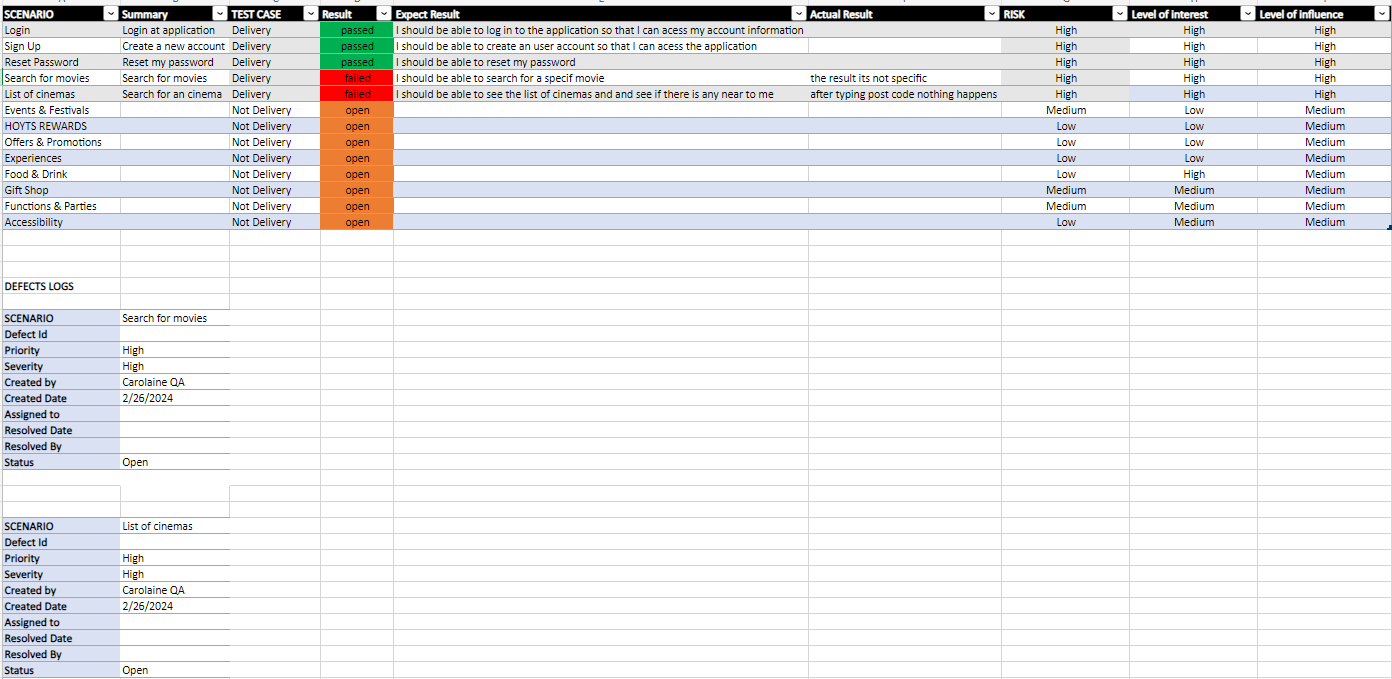 SCENARIO Summary TEST CASE Result Expect Result Actual Result RISK Level of interest Level of influence
Login Login at application Delivery passed I should be able to log in to the application so that I can acess my account information High High High
Sign Up Create a new account Delivery passed I should be able to create an user account so that I can acess the application High High High
Reset Password Reset my password Delivery passed I should be able to reset my password High High High
Search for movies Search for movies Delivery failed I should be able to search for a specif movie the result its not specific High High High
List of cinemas Search for an cinema Delivery failed I should be able to see the list of cinemas and and see if there is any near to me after typing post code nothing happens High High High
Events & Festivals Not Delivery open Medium Low Medium
HOYTS REWARDS Not Delivery open Low Low Medium
Offers & Promotions Not Delivery open Low Low Medium
Experiences Not Delivery open Low Low Medium
Food & Drink Not Delivery open Low High Medium
Gift Shop Not Delivery open Medium Medium Medium
Functions & Parties Not Delivery open Medium Medium Medium
Accessibility Not Delivery open Low Medium Medium
DEFECTS LOGS
SCENARIO Search for movies
Defect Id
Priority High
Severity High
Created by Carolaine QA
Created Date 2/26/2024
Assigned to
Resolved Date
Resolved By
Status Open
SCENARIO List of cinemas
Defect Id
Priority High
Severity High
Created by Carolaine QA
Created Date 2/26/2024
Assigned to
Resolved Date
Resolved By
Status Open